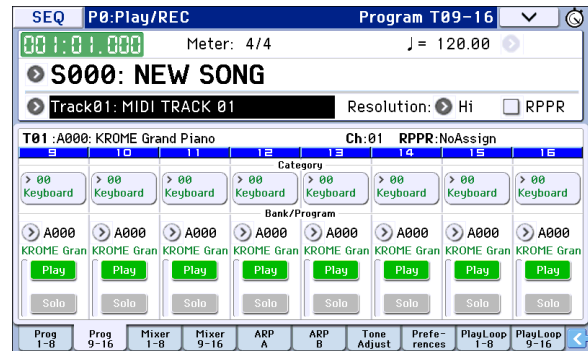 SEQ P0:Play/REC Program T09-16
001:01.000 Meter: 4/4 ♩= 120.00
S000: NEW SONG
Track01: MIDI TRACK 01 Resolution: Hi RPPR
T01:A000: KROME Grand Piano Ch:01 RPPR:NoAssign
9 10 11 12 13 14 15 16
Category
00 00 00 00 00 00 00 00
Keyboard Keyboard Keyboard Keyboard Keyboard Keyboard Keyboard Keyboard
Bank/Program
A000 A000 A000 A000 A000 A000 A000 A000
KROME Gran KROME Gran KROME Gran KROME Gran KROME Gran KROME Gran KROME Gran KROME Gran
Play Play Play Play Play Play Play Play
Solo Solo Solo Solo Solo Solo Solo Solo
Prog 1-8 Prog 9-16 Mixer 1-8 Mixer 9-16 ARP A ARP B Tone Adjust Prefe-rences PlayLoop 1-8 PlayLoop 9-16